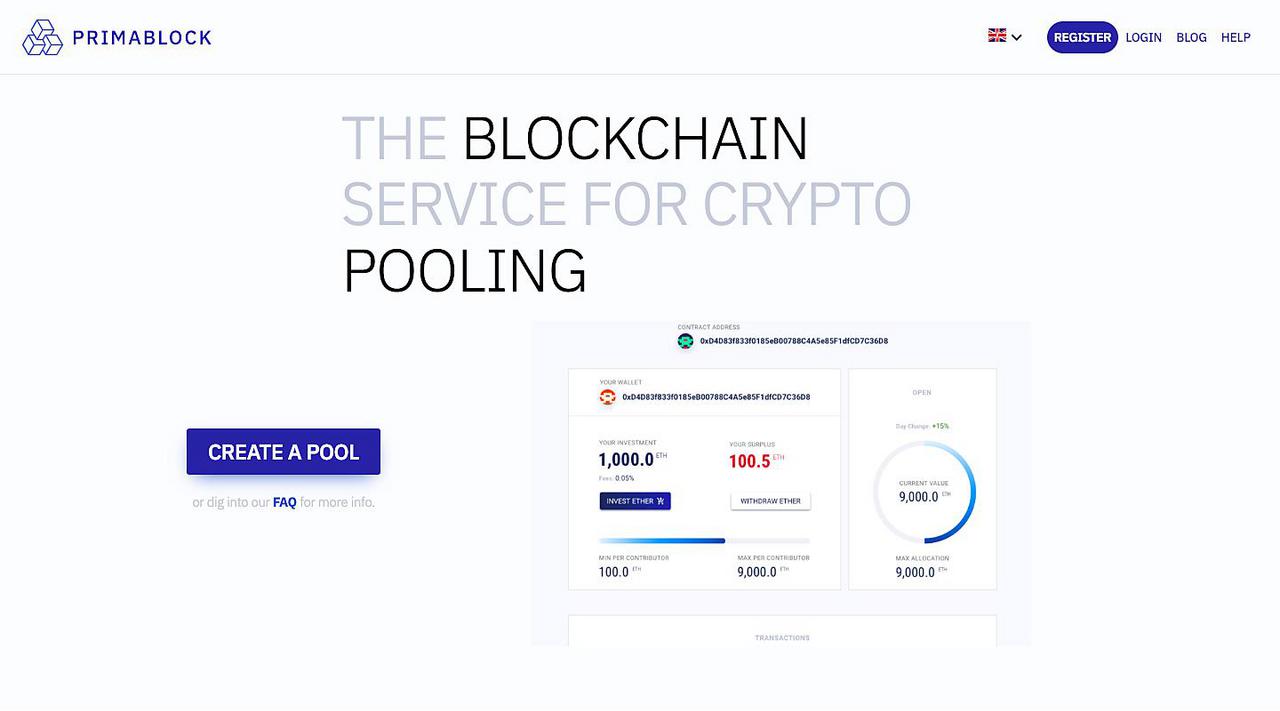 PRIMABLOCK
REGISTER LOGIN BLOG HELP
THE BLOCKCHAIN
SERVICE FOR CRYPTO
POOLING
CREATE A POOL
or dig into our FAQ for more info.
CONTRACT ADDRESS
0xD4D83f833f0185eB00788C4A5e85F1dfCD7C36D8
YOUR WALLET
0xD4D83f833f0185eB00788C4A5e85F1dfCD7C36D8
YOUR INVESTMENT
1,000.0 ETH
Fees: 0.05%
INVEST ETHER
YOUR SURPLUS
100.5 ETH
WITHDRAW ETHER
MIN PER CONTRIBUTOR
100.0 ETH
MAX PER CONTRIBUTOR
9,000.0 ETH
OPEN
Day Change: +15%
CURRENT VALUE
9,000.0 ETH
MAX ALLOCATION
9,000.0 ETH
TRANSACTIONS